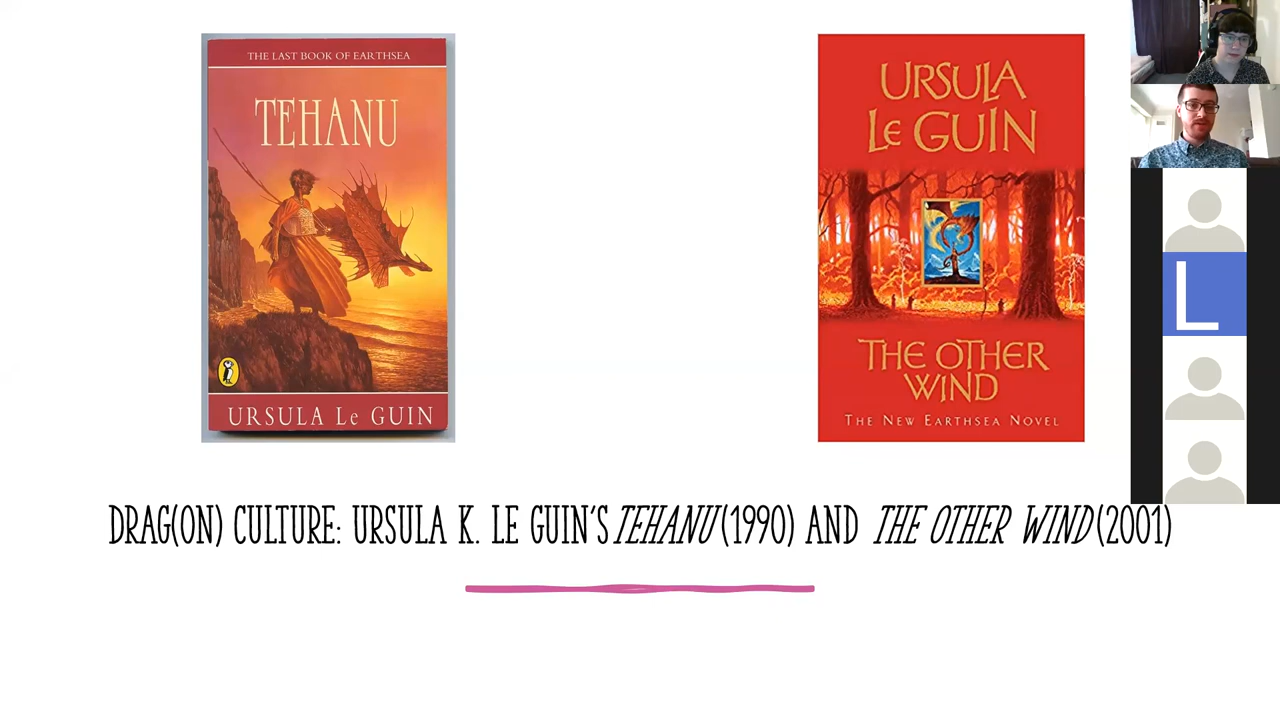 THE LAST BOOK OF EARTHSEA
TEHANU
URSULA LE GUIN
URSULA
LE GUIN
THE OTHER
WIND
THE NEW EARTHSEA NOVEL
L
DRAG(ON) CULTURE: URSULA K. LE GUIN'S TEHANU (1990) AND THE OTHER WIND (2001)